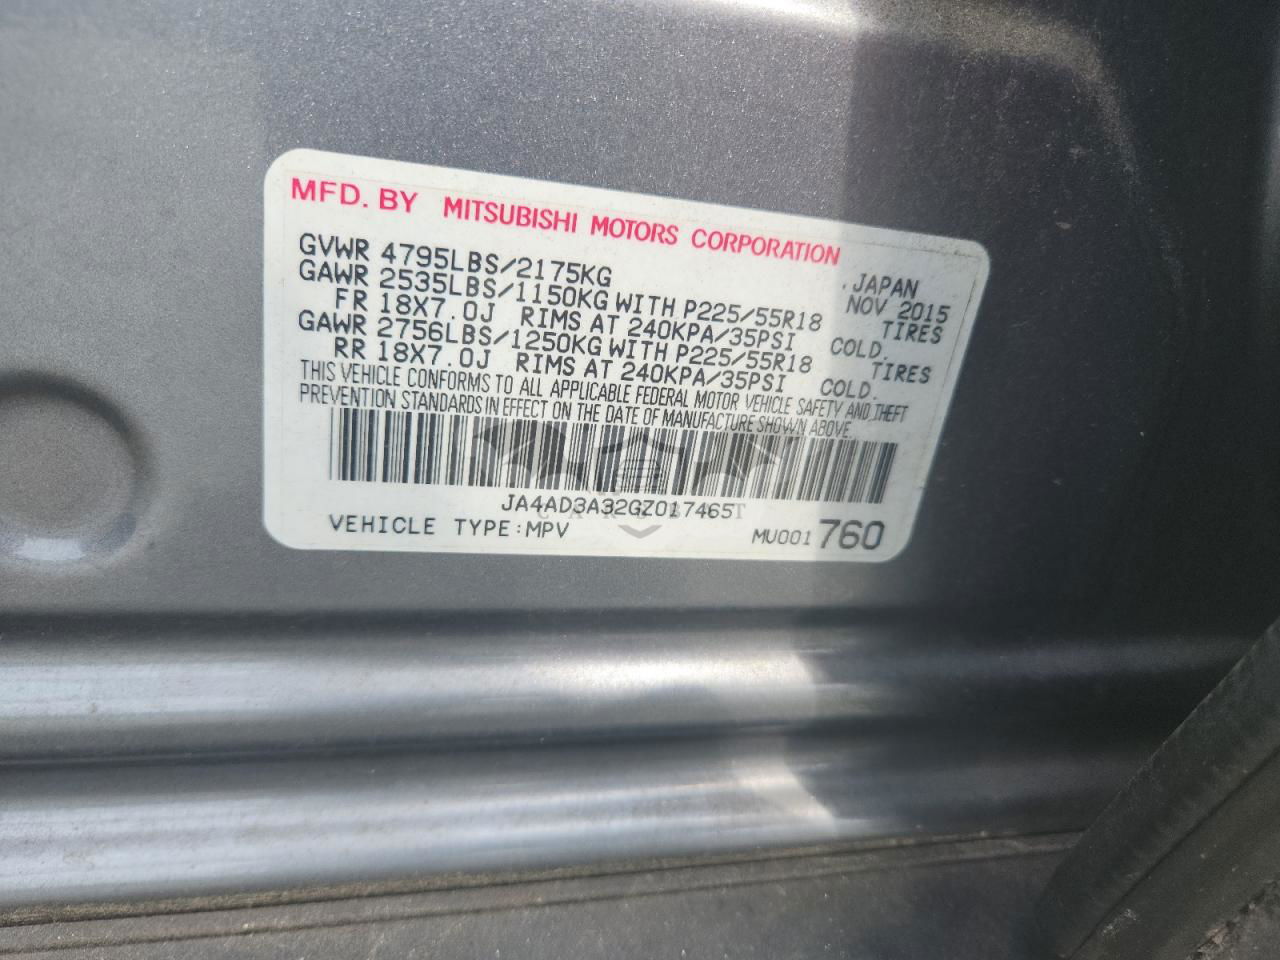 MFD. BY MITSUBISHI MOTORS CORPORATION
. JAPAN
GVWR 4795LBS/2175KG NOV 2015
GAWR 2535LBS/1150KG WITH P225/55R18 TIRES
FR 18X7.0J RIMS AT 240KPA/35PSI COLD.
GAWR 2756LBS/1250KG WITH P225/55R18 TIRES
RR 18X7.0J RIMS AT 240KPA/35PSI COLD.
THIS VEHICLE CONFORMS TO ALL APPLICABLE FEDERAL MOTOR VEHICLE SAFETY AND THEFT
PREVENTION STANDARDS IN EFFECT ON THE DATE OF MANUFACTURE SHOWN ABOVE.
JA4AD3A32GZ017465
VEHICLE TYPE:MPV MU001 760